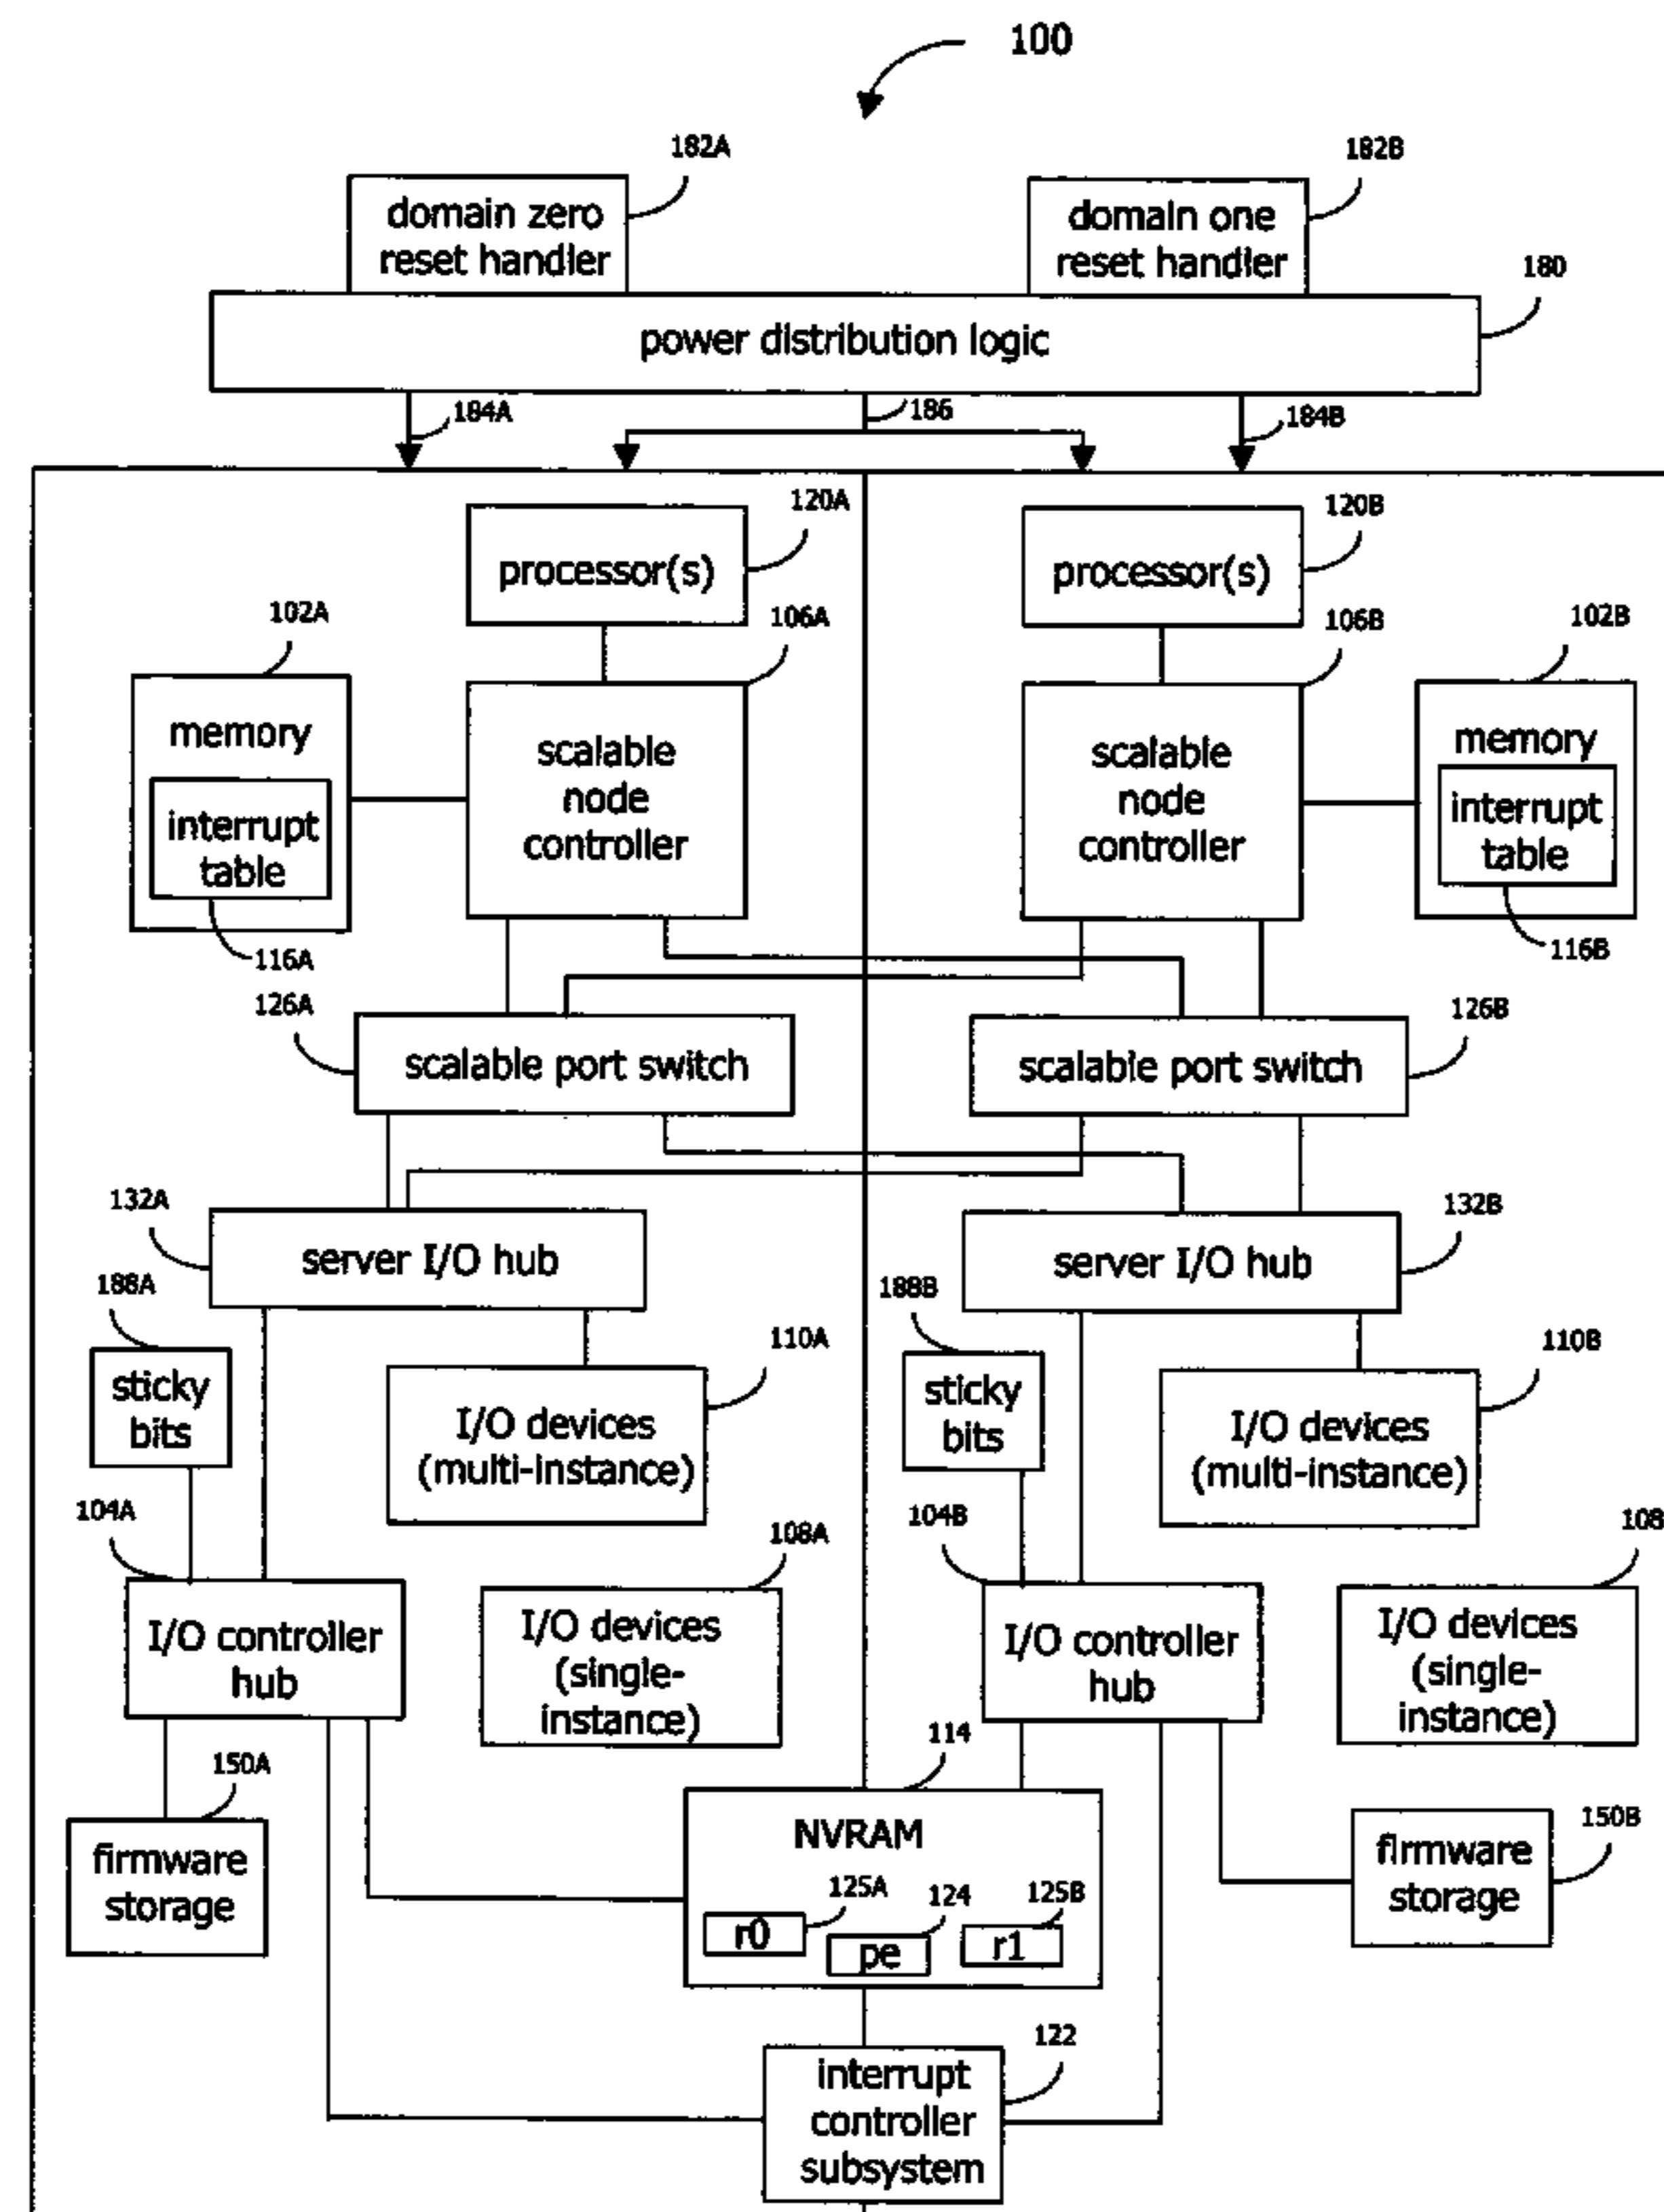 100
182A
182B
domain zero
reset handler
domain one
reset handler
180
power distribution logic
184A
186
184B
120A
120B
processor(s)
processor(s)
102A
106A
106B
102B
memory
scalable
node
controller
scalable
node
controller
memory
interrupt
table
interrupt
table
116A
116B
126A
126B
scalable port switch
scalable port switch
132A
132B
server I/O hub
server I/O hub
188A
188B
110A
110B
sticky
bits
I/O devices
(multi-instance)
sticky
bits
I/O devices
(multi-instance)
104A
108A
104B
108
I/O controller
hub
I/O devices
(single-
instance)
I/O controller
hub
I/O devices
(single-
instance)
114
150A
150B
firmware
storage
NVRAM
firmware
storage
125A
124
125B
r0
pe
r1
122
interrupt
controller
subsystem